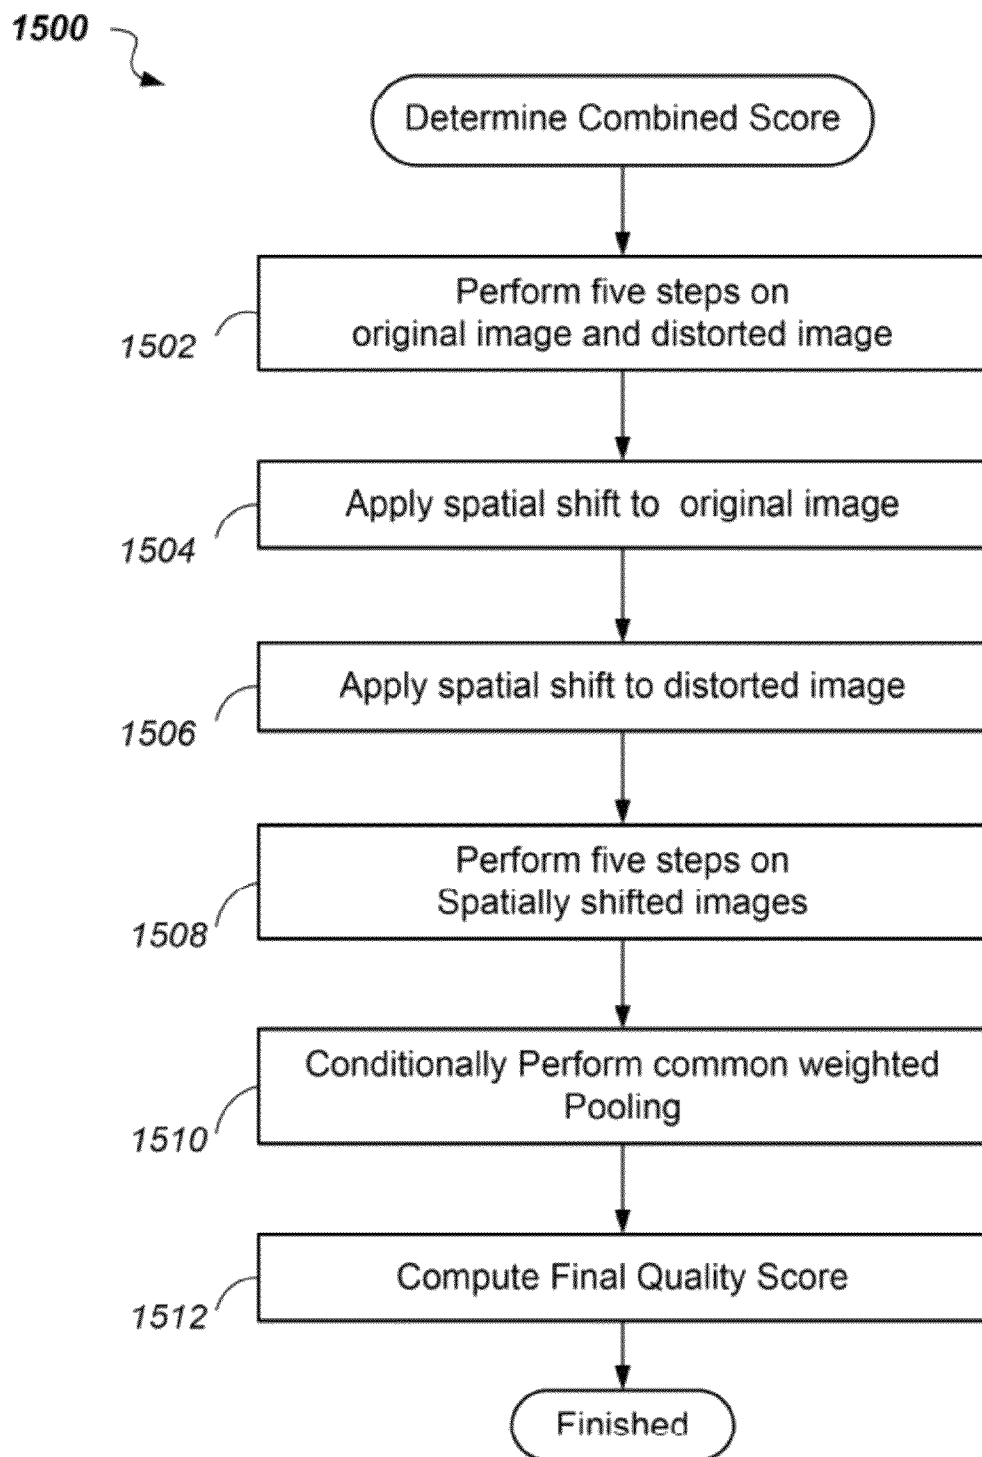 1500
Determine Combined Score
Perform five steps on
original image and distorted image
1502
Apply spatial shift to original image
1504
Apply spatial shift to distorted image
1506
Perform five steps on
Spatially shifted images
1508
Conditionally Perform common weighted
Pooling
1510
Compute Final Quality Score
1512
Finished